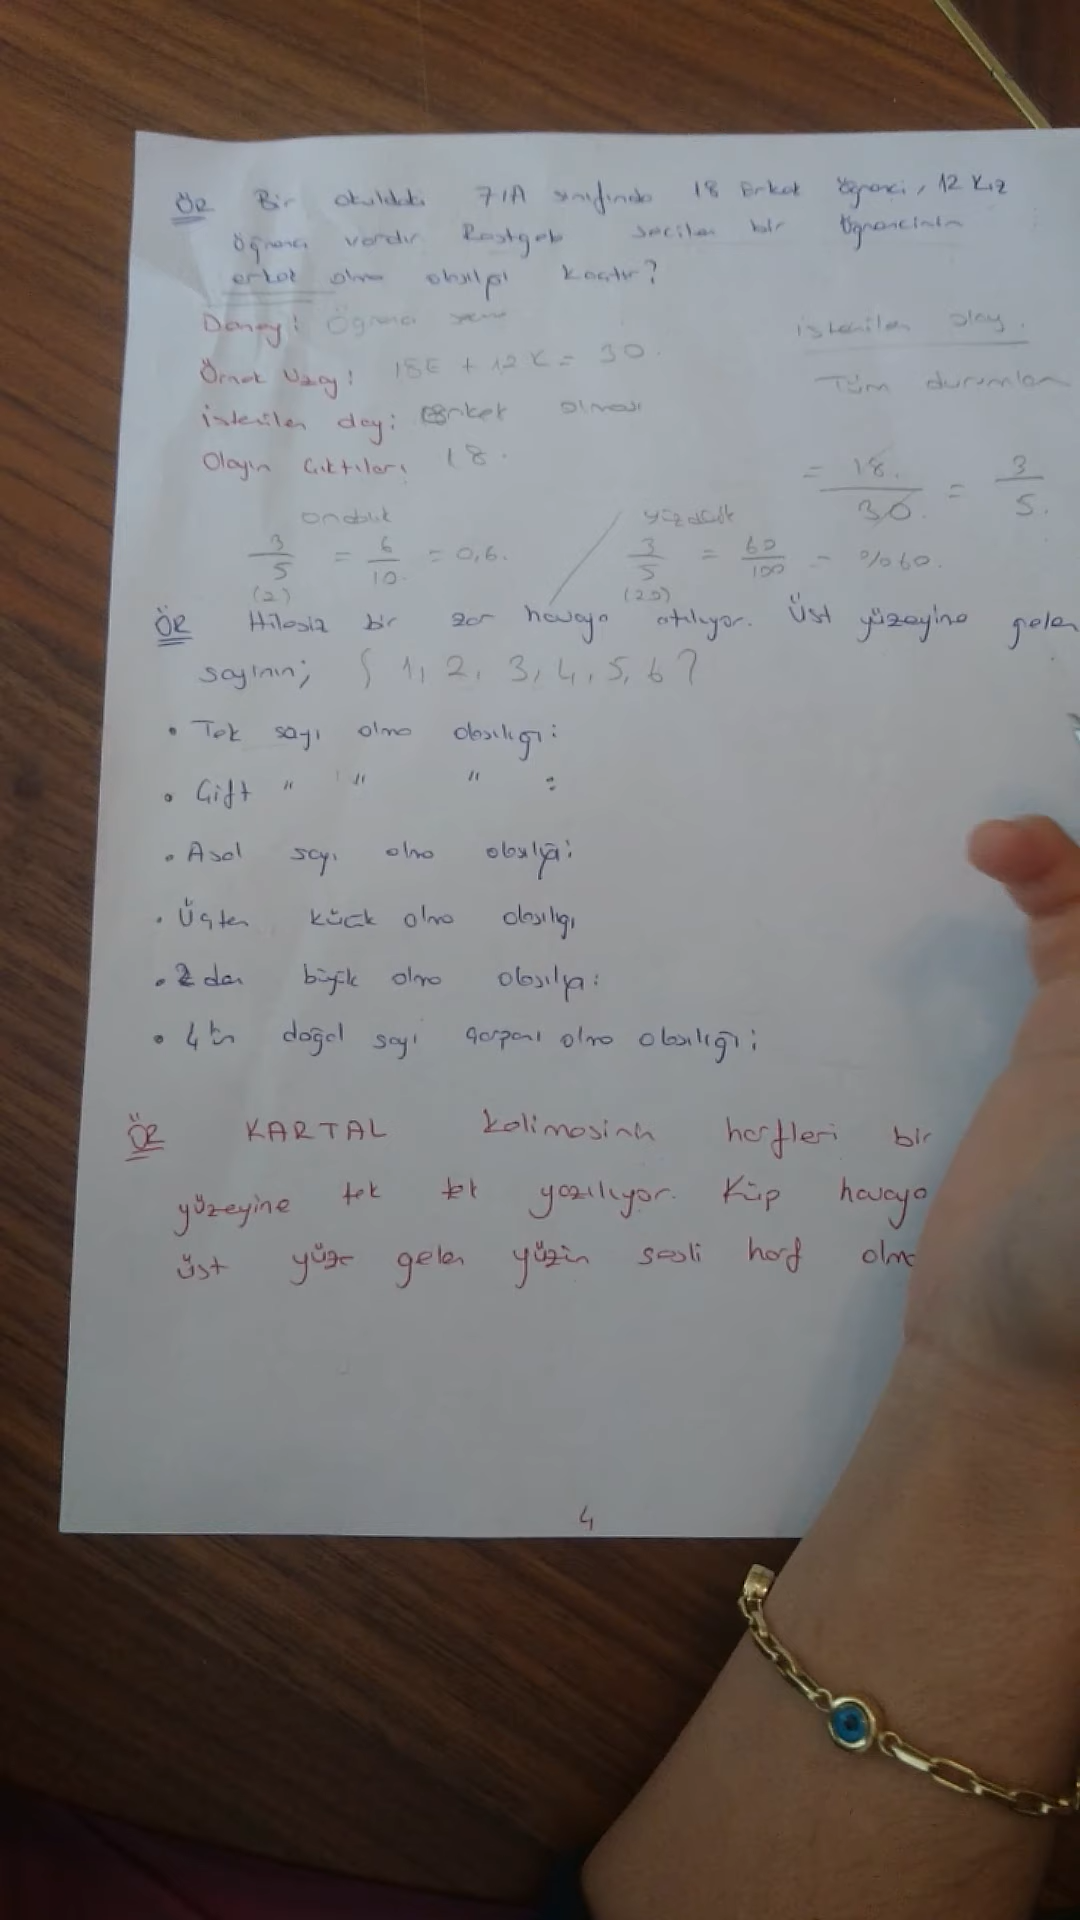 ÖR Bir okuldaki 7/A sınıfında 18 Erkek Öğrenci, 12 Kız
öğrenci vardır Rastgele seçilen bir öğrencinin
erkek olma olasılığı kaçtır?
Deney: Öğrenci seçme
İstenilen olay.
Tüm durumlar
Örnek Uzay: 18E + 12K = 30.
İstenilen olay: Erkek olması
Olayın Çıktıları 18.
= 18/30 = 3/5.
ondalık
3/5 = 6/10 = 0,6.
(2)
yüzdelik
3/5 = 60/100 = %60.
(20)
ÖR Hilesiz bir zar havaya atılıyor. Üst yüzeyine gelen
sayının; { 1, 2, 3, 4, 5, 6 }
• Tek sayı olma olasılığı:
• Çift " " " :
• Asal sayı olma olasılığı:
• Üçten küçük olma olasılığı
• 2 den büyük olma olasılığı:
• 4'ün doğal sayı çarpanı olma olasılığı:
ÖR KARTAL kelimesinin harfleri bir
yüzeyine tek tek yazılıyor. Küp havaya
üst yüze gelen yüzün sesli harf olma
4